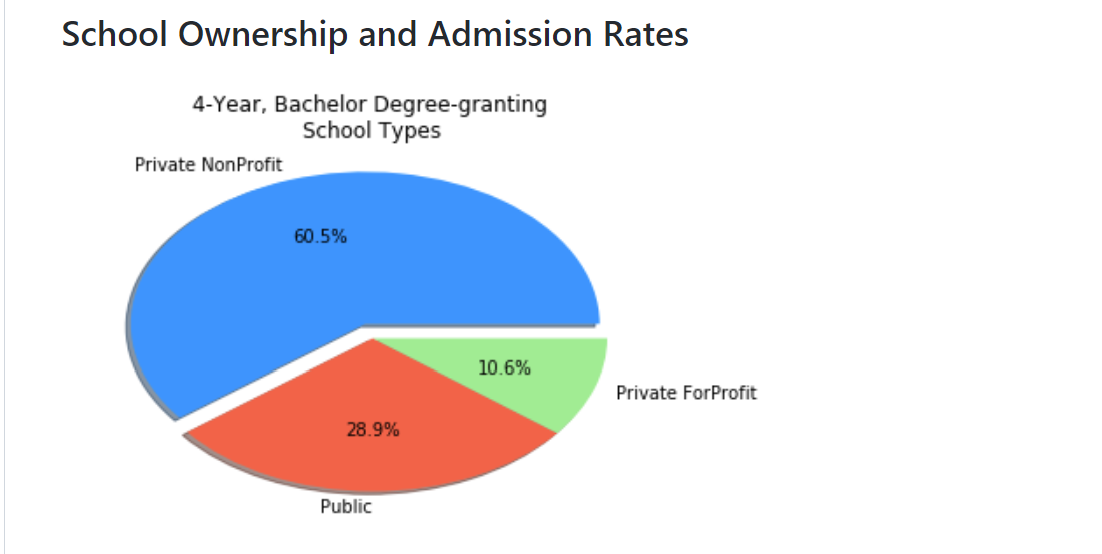 School Ownership and Admission Rates
4-Year, Bachelor Degree-granting
School Types
Private NonProfit
60.5%
10.6%
Private ForProfit
28.9%
Public